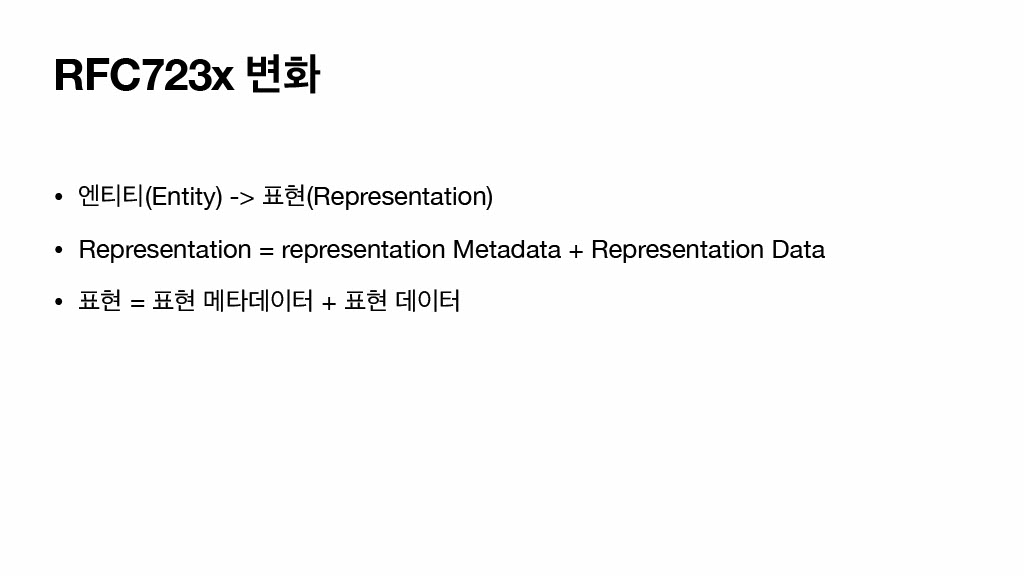 RFC723x 변화
• 엔티티(Entity) -> 표현(Representation)
• Representation = representation Metadata + Representation Data
• 표현 = 표현 메타데이터 + 표현 데이터